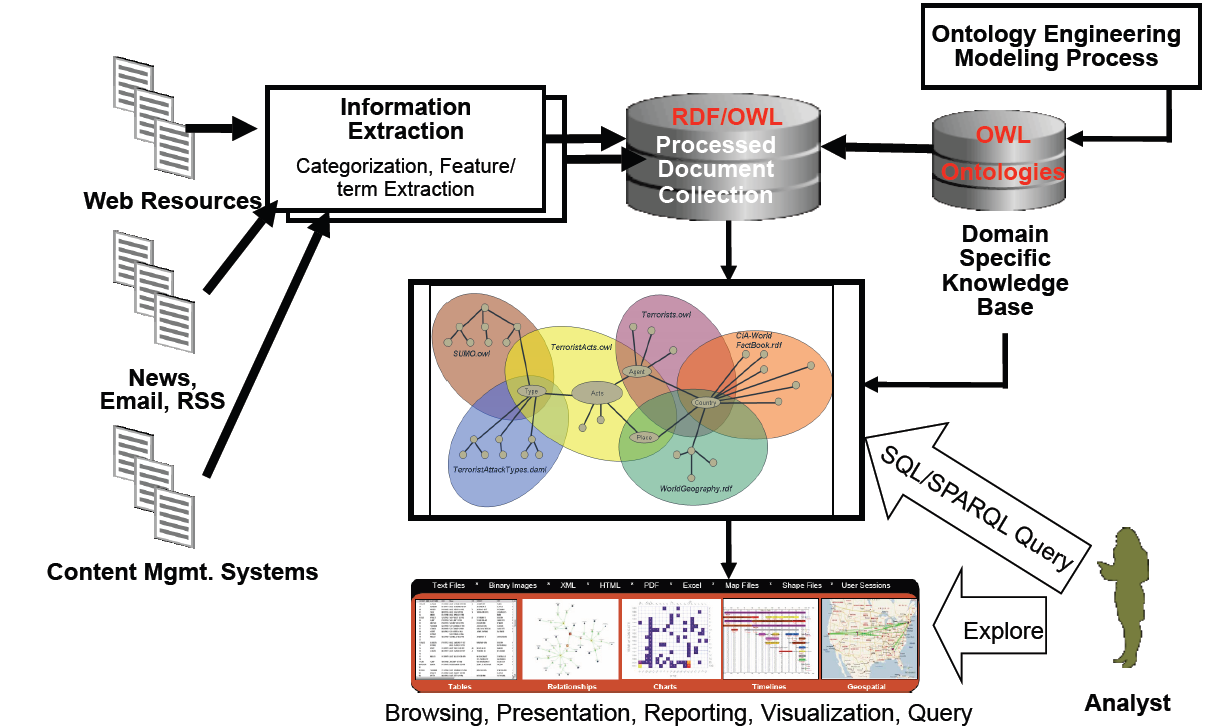 Ontology Engineering
Modeling Process
Information
Extraction
Categorization, Feature/
term Extraction
RDF/OWL
Processed
Document
Collection
OWL
Ontologies
Web Resources
Domain
Specific
Knowledge
Base
News,
Email, RSS
Content Mgmt. Systems
SUMO.owl
TerroristActs.owl
Terrorists.owl
CIA-World
FactBook.rdf
Type
Acts
Agent
Country
Place
TerroristAttackTypes.daml
WorldGeography.rdf
SQL/SPARQL Query
Explore
Analyst
Text Files * Binary Images * XML * HTML * PDF * Excel * Map Files * Shape Files * User Sessions
Tables Relationships Charts Timelines Geospatial
Browsing, Presentation, Reporting, Visualization, Query